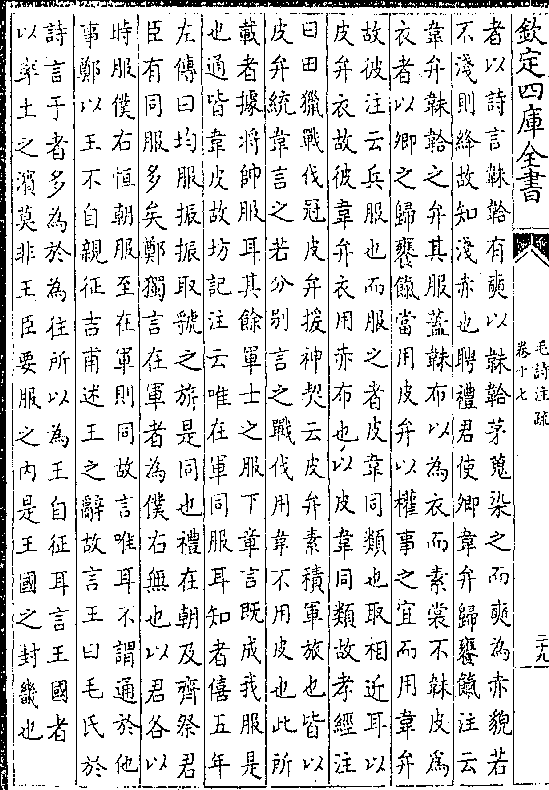 欽定四庫全書
毛詩注疏
卷十七
二十九
者以詩言韎韐有奭以韎韐茅蒐染之而奭為赤貌若
不淺則絳故知淺赤也聘禮君使卿韋弁歸饔餼注云
韋弁韎韐之弁其服蓋韎布以為衣而素裳不韎皮為
衣者以卿之歸饔餼當用皮弁以權事之宜而用韋弁
故彼注云兵服也而服之者皮韋同類也取相近耳以
皮弁衣故彼韋弁衣用赤布也以皮韋同類故孝經注
曰田獵戰伐冠皮弁援神契云皮弁素積軍旅也皆以
皮弁統韋言之若分別言之戰伐用韋不用皮也此所
載者據將帥服耳其餘軍士之服下章言既成我服是
也通皆韋皮故坊記注云唯在軍同服耳知者僖五年
左傳曰均服振振取虢之旂是同也禮在朝及齊祭君
臣有同服多矣鄭獨言在軍者為僕右無也以君各以
時服僕右恒朝服至在軍則同故言唯耳不謂通於他
事鄭以王不自親征吉甫述王之辭故言王曰毛氏於
詩言于者多為於為往所以為王自征耳言王國者
以率土之濱莫非王臣要服之內是王國之封畿也